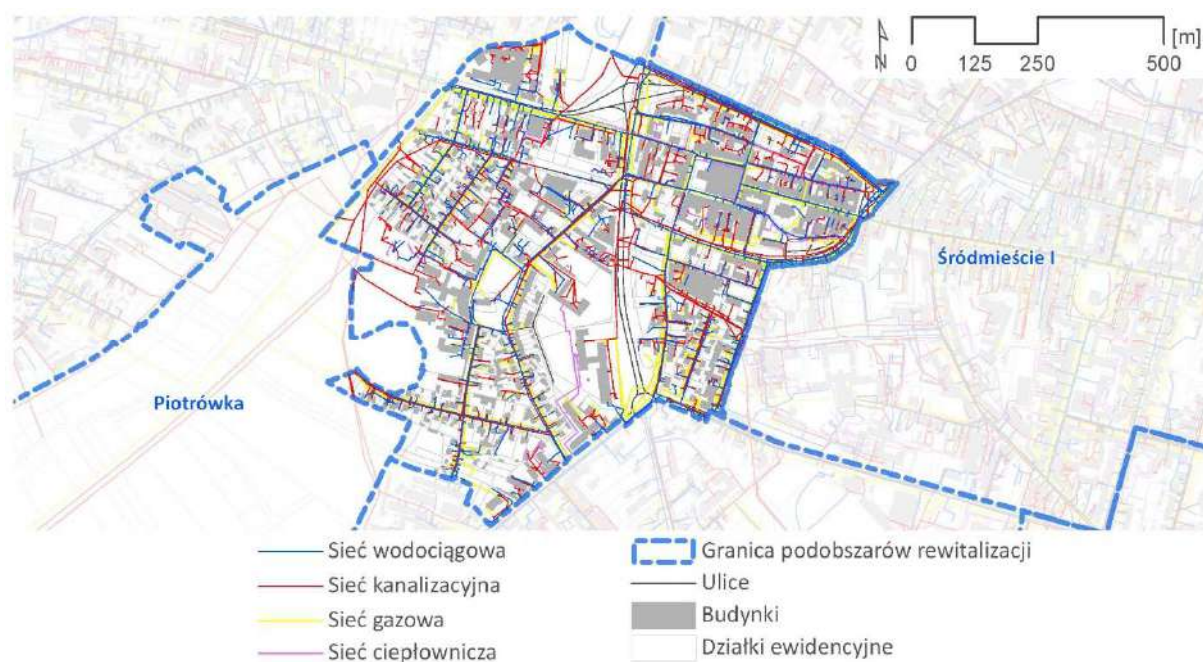 [m]
N 0 125 250 500
Śródmieście I
Piotrówka
Sieć wodociągowa
Sieć kanalizacyjna
Sieć gazowa
Sieć ciepłownicza
Granica podobszarów rewitalizacji
Ulice
Budynki
Działki ewidencyjne